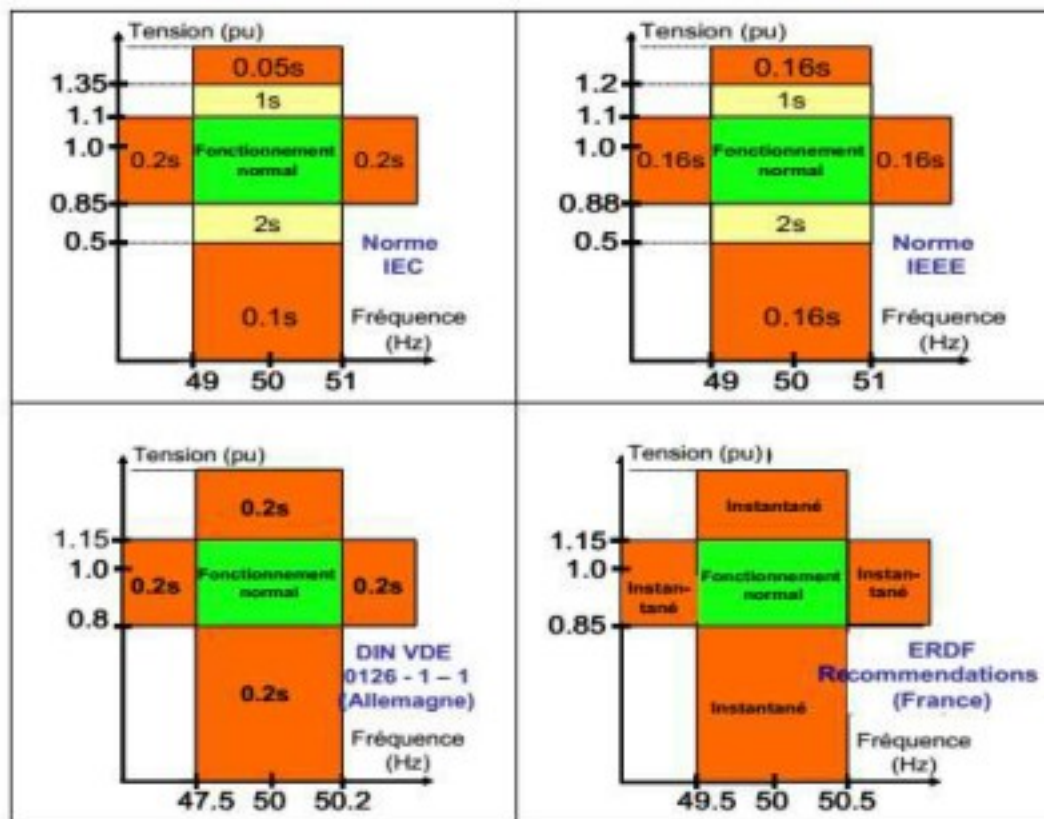 Tension (pu)
0.05s
1.35
1s
1.1
1.0
0.2s
Fonctionnement
normal
0.2s
0.85
2s
0.5
Norme
IEC
0.1s
Fréquence
(Hz)
49 50 51
Tension (pu)
0.16s
1.2
1s
1.1
1.0
0.16s
Fonctionnement
normal
0.16s
0.88
2s
0.5
Norme
IEEE
0.16s
Fréquence
(Hz)
49 50 51
Tension (pu)
0.2s
1.15
1.0
0.2s
Fonctionnement
normal
0.2s
0.8
DIN VDE
0126 - 1 – 1
(Allemagne)
0.2s
Fréquence
(Hz)
47.5 50 50.2
Tension (pu)
Instantané
1.15
1.0
Instan-
tané
Fonctionnement
normal
Instan-
tané
0.85
ERDF
Recommendations
(France)
Instantané
Fréquence
(Hz)
49.5 50 50.5